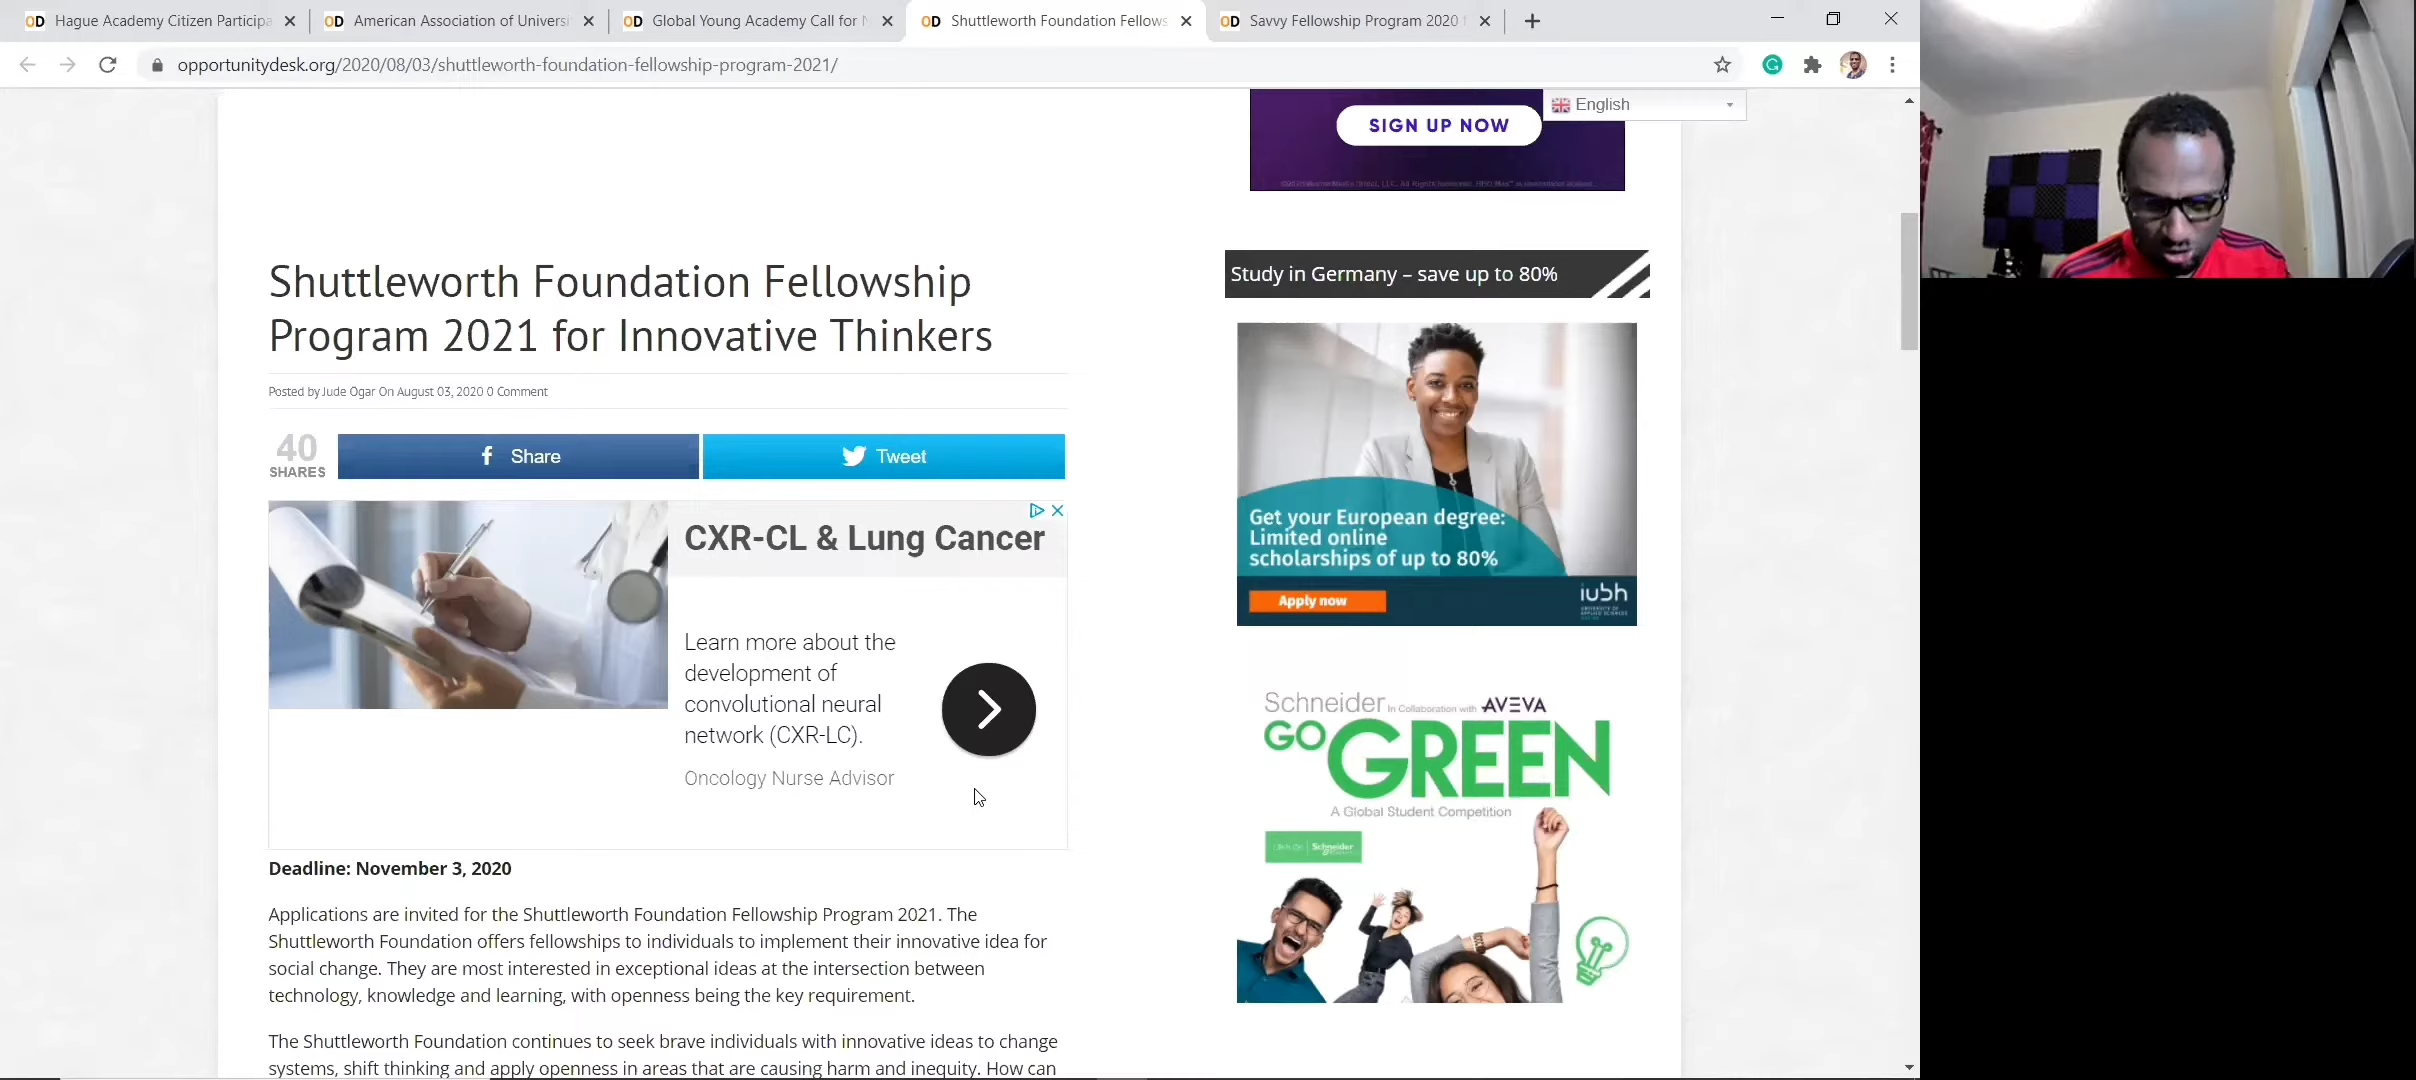 Hague Academy Citizen Participa
American Association of Universi
Global Young Academy Call for N
Shuttleworth Foundation Fellows
Savvy Fellowship Program 2020 f
opportunitydesk.org/2020/08/03/shuttleworth-foundation-fellowship-program-2021/
English
SIGN UP NOW
Shuttleworth Foundation Fellowship
Program 2021 for Innovative Thinkers
Posted by Jude Ogar On August 03, 2020 0 Comment
40
SHARES
Share
Tweet
CXR-CL & Lung Cancer
Learn more about the
development of
convolutional neural
network (CXR-LC).
Oncology Nurse Advisor
Deadline: November 3, 2020
Applications are invited for the Shuttleworth Foundation Fellowship Program 2021. The
Shuttleworth Foundation offers fellowships to individuals to implement their innovative idea for
social change. They are most interested in exceptional ideas at the intersection between
technology, knowledge and learning, with openness being the key requirement.
The Shuttleworth Foundation continues to seek brave individuals with innovative ideas to change
systems, shift thinking and apply openness in areas that are causing harm and inequity. How can
Study in Germany – save up to 80%
Get your European degree:
Limited online
scholarships of up to 80%
Apply now
iubh
Schneider In Collaboration with AVEVA
GO GREEN
A Global Student Competition
Schneider